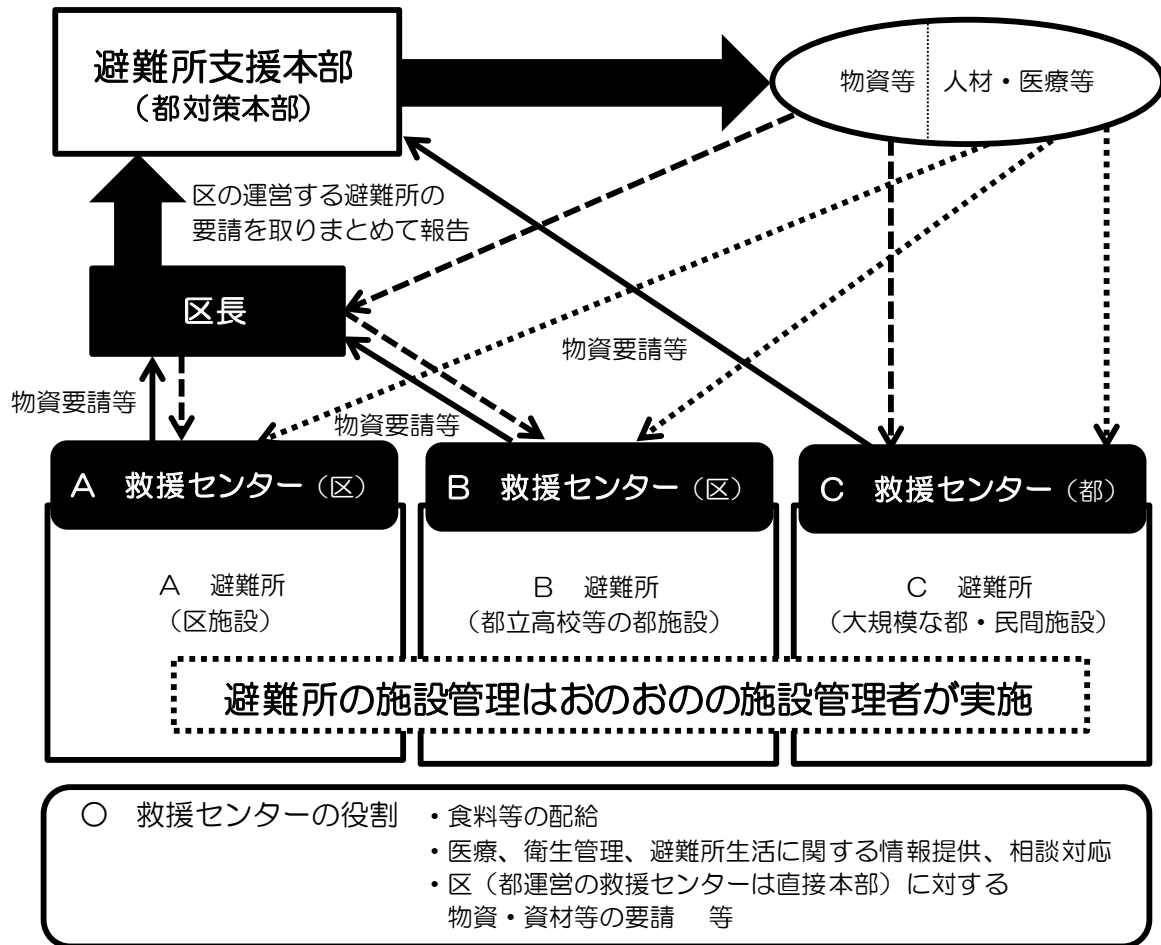 避難所支援本部
（都対策本部）
物資等
人材・医療等
区の運営する避難所の
要請を取りまとめて報告
区長
物資要請等
物資要請等
物資要請等
A　救援センター（区）
B　救援センター（区）
C　救援センター（都）
A　避難所
（区施設）
B　避難所
（都立高校等の都施設）
C　避難所
（大規模な都・民間施設）
避難所の施設管理はおのおのの施設管理者が実施
○　救援センターの役割　・食料等の配給
・医療、衛生管理、避難所生活に関する情報提供、相談対応
・区（都運営の救援センターは直接本部）に対する
物資・資材等の要請　等